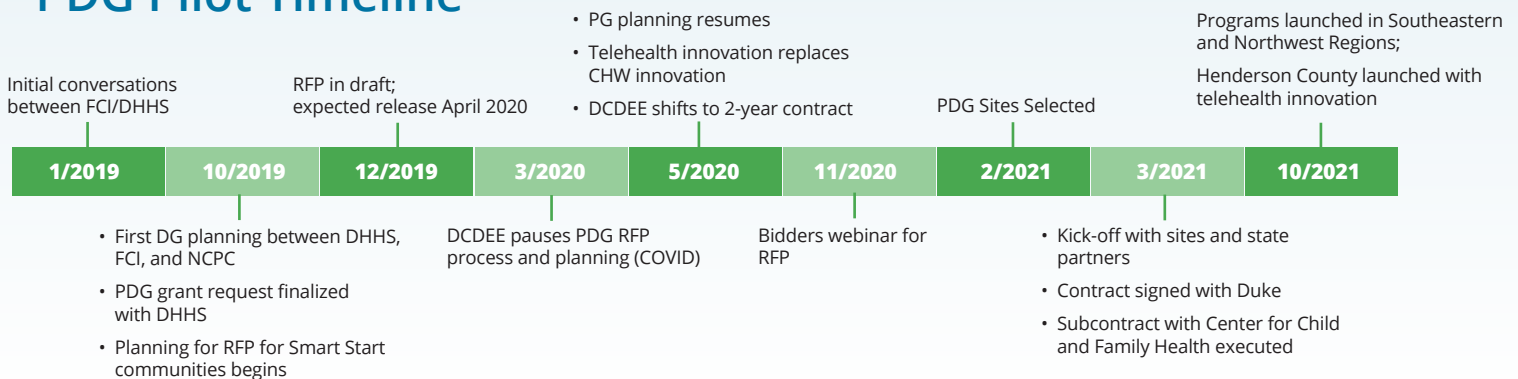 PDG Pilot Timeline
Initial conversations
between FCI/DHHS
RFP in draft;
expected release April 2020
• PG planning resumes
• Telehealth innovation replaces
CHW innovation
• DCDEE shifts to 2-year contract
PDG Sites Selected
Programs launched in Southeastern
and Northwest Regions;
Henderson County launched with
telehealth innovation
1/2019
10/2019
12/2019
3/2020
5/2020
11/2020
2/2021
3/2021
10/2021
• First DG planning between DHHS,
FCI, and NCPC
• PDG grant request finalized
with DHHS
• Planning for RFP for Smart Start
communities begins
DCDEE pauses PDG RFP
process and planning (COVID)
Bidders webinar for
RFP
• Kick-off with sites and state
partners
• Contract signed with Duke
• Subcontract with Center for Child
and Family Health executed